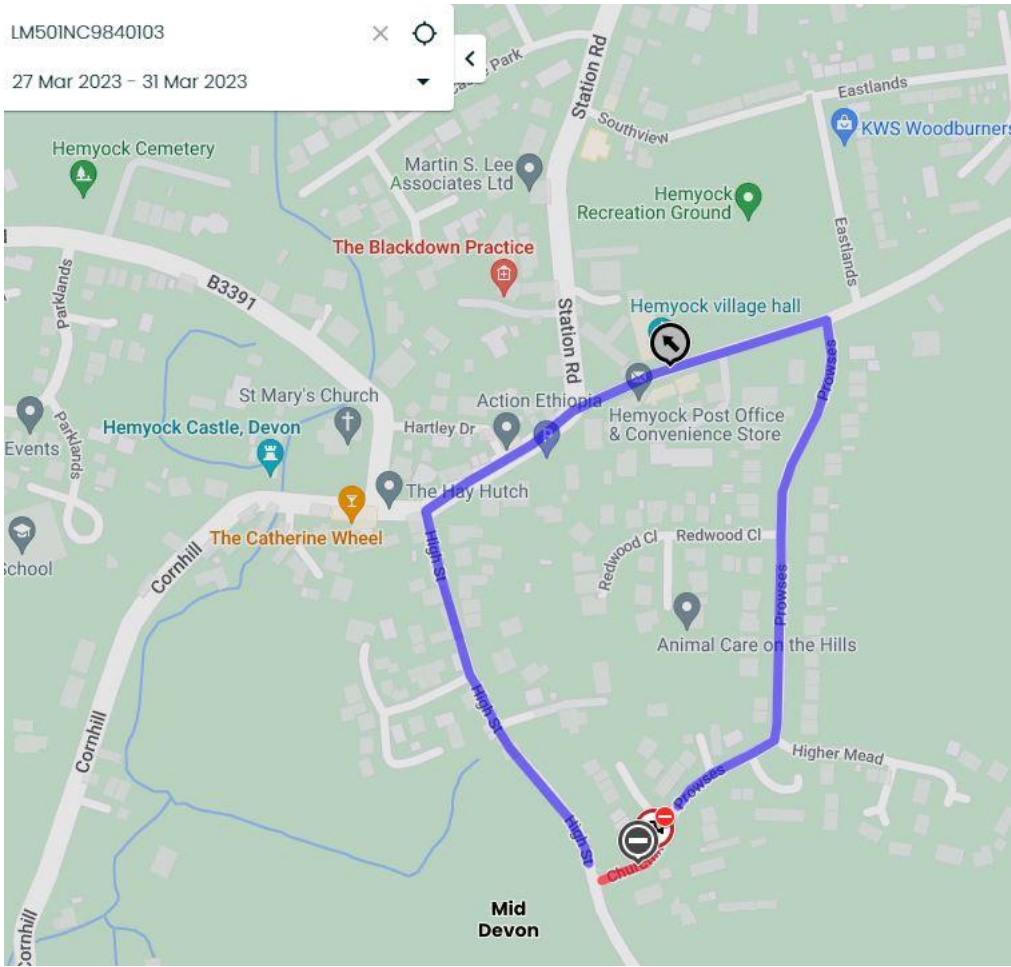 LM501NC9840103
27 Mar 2023 - 31 Mar 2023
Park
Station Rd
Southview
Eastlands
KWS Woodburners
Hemyock Cemetery
Martin S. Lee
Associates Ltd
Hemyock
Recreation Ground
Eastlands
The Blackdown Practice
Parklands
B3391
Station Rd
Hemyock village hall
Prowses
St Mary's Church
Action Ethiopia
Hartley Dr
Hemyock Castle, Devon
Hemyock Post Office
& Convenience Store
Events
Parklands
The Hay Hutch
The Catherine Wheel
High St
Redwood Cl
Redwood Cl
School
Cornhill
Prowses
Animal Care on the Hills
High St
Cornhill
Higher Mead
Prowses
High St
Mid
Devon
Cornhill